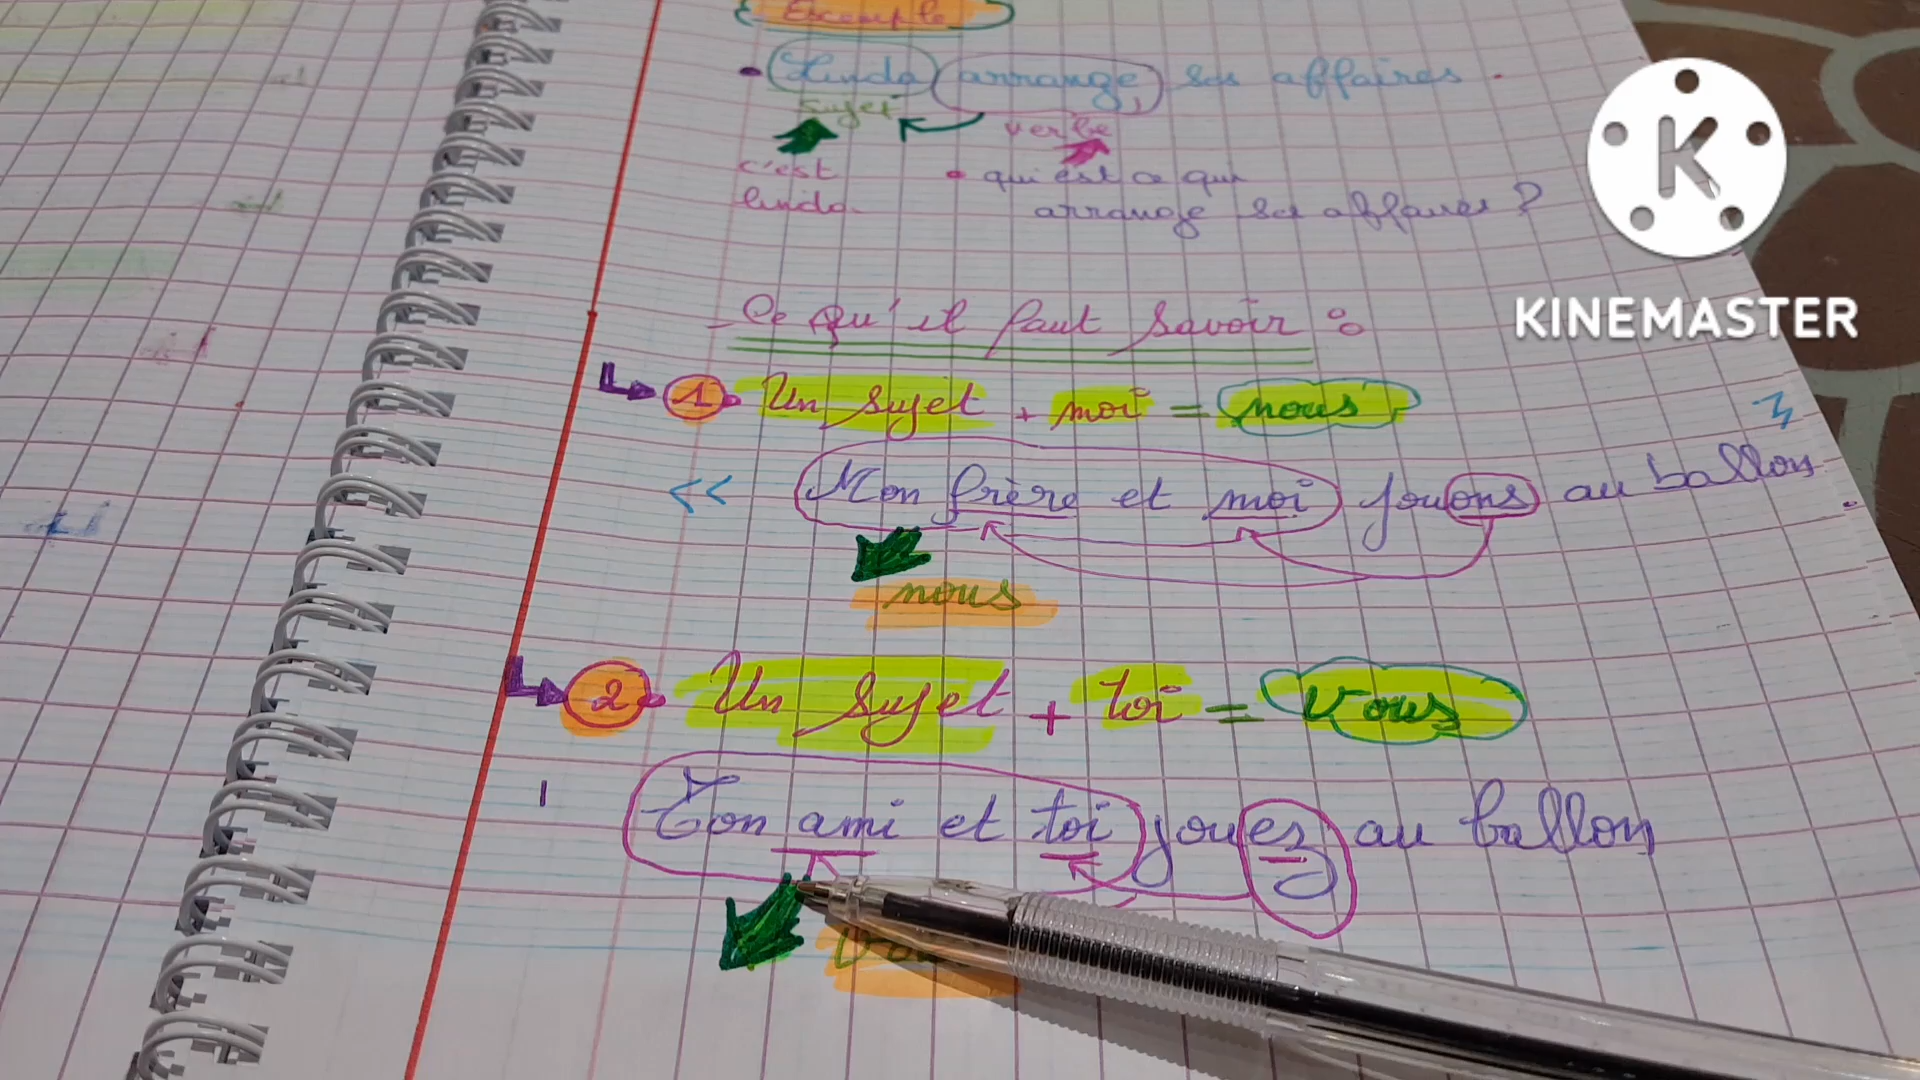 Exemple
• Linda arrange ses affaires.
sujet
verbe
c'est • qui est ce qui
linda. arrange ses affaires ?
K
KINEMASTER
- Ce qu'il faut savoir :
1. Un sujet + moi = nous
<< Mon frère et moi jouons au ballon.
nous
2. Un sujet + toi = Vous
Ton ami et toi jouez au ballon